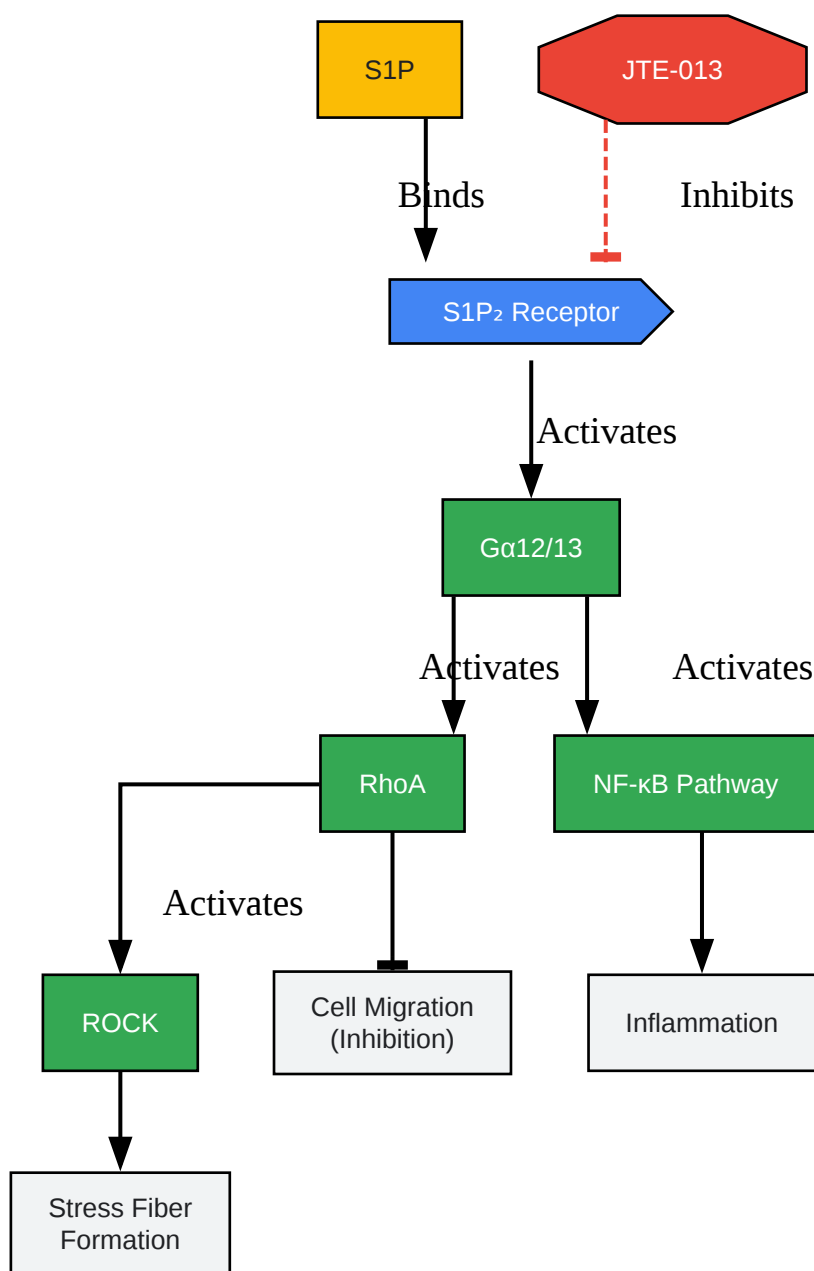 S1P
JTE-013
Binds
Inhibits
S1P₂ Receptor
Activates
Gα12/13
Activates
Activates
RhoA
NF-κB Pathway
Activates
ROCK
Cell Migration
(Inhibition)
Inflammation
Stress Fiber
Formation